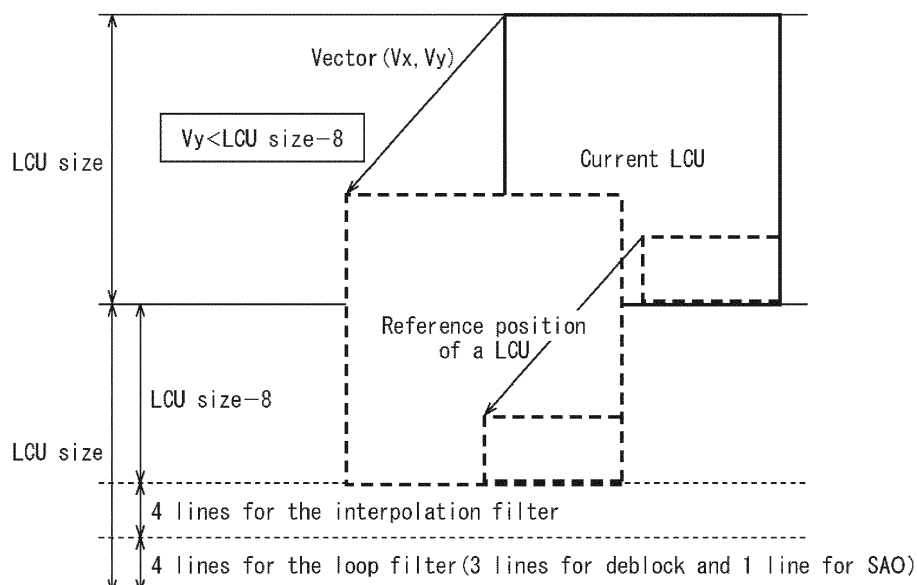 Vector(Vx, Vy)
Vy<LCU size-8
LCU size
Current LCU
Reference position
of a LCU
LCU size-8
LCU size
4 lines for the interpolation filter
4 lines for the loop filter(3 lines for deblock and 1 line for SAO)